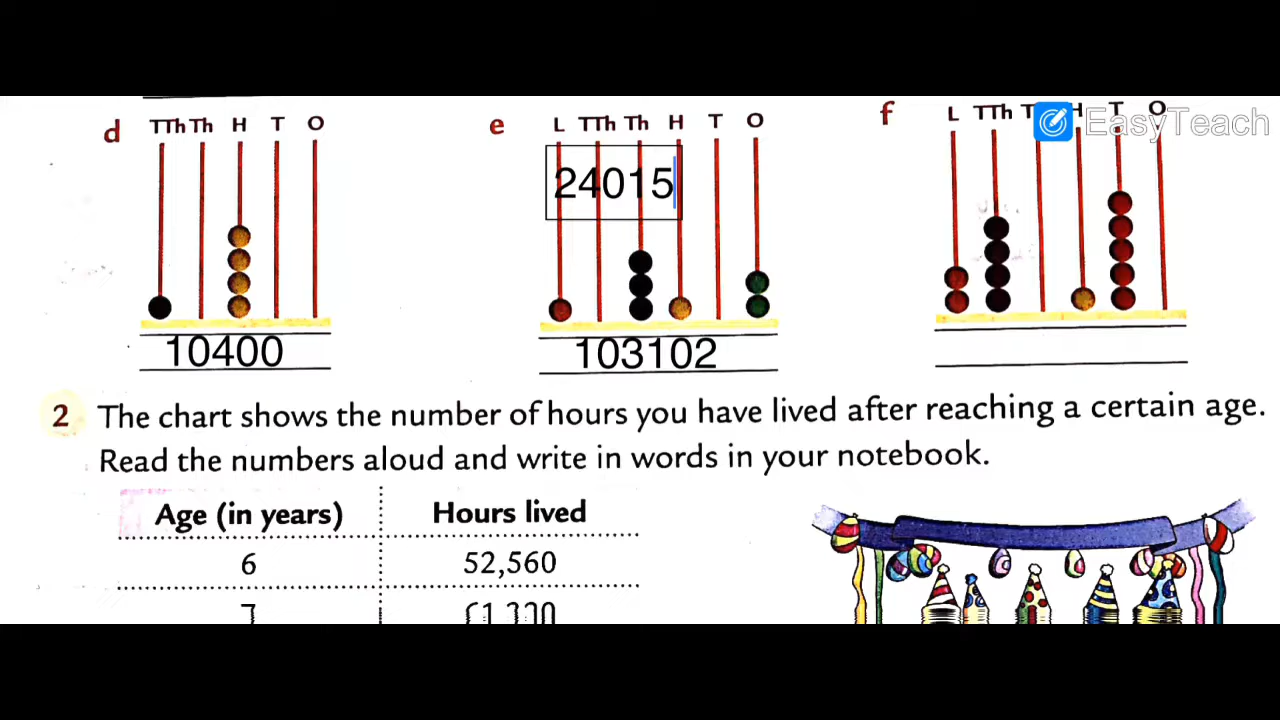 d TTh Th H T O e L TTh Th H T O f L TTh T H T O
EasyTeach
24015
10400 103102
2 The chart shows the number of hours you have lived after reaching a certain age.
Read the numbers aloud and write in words in your notebook.
Age (in years) Hours lived
6 52,560
7